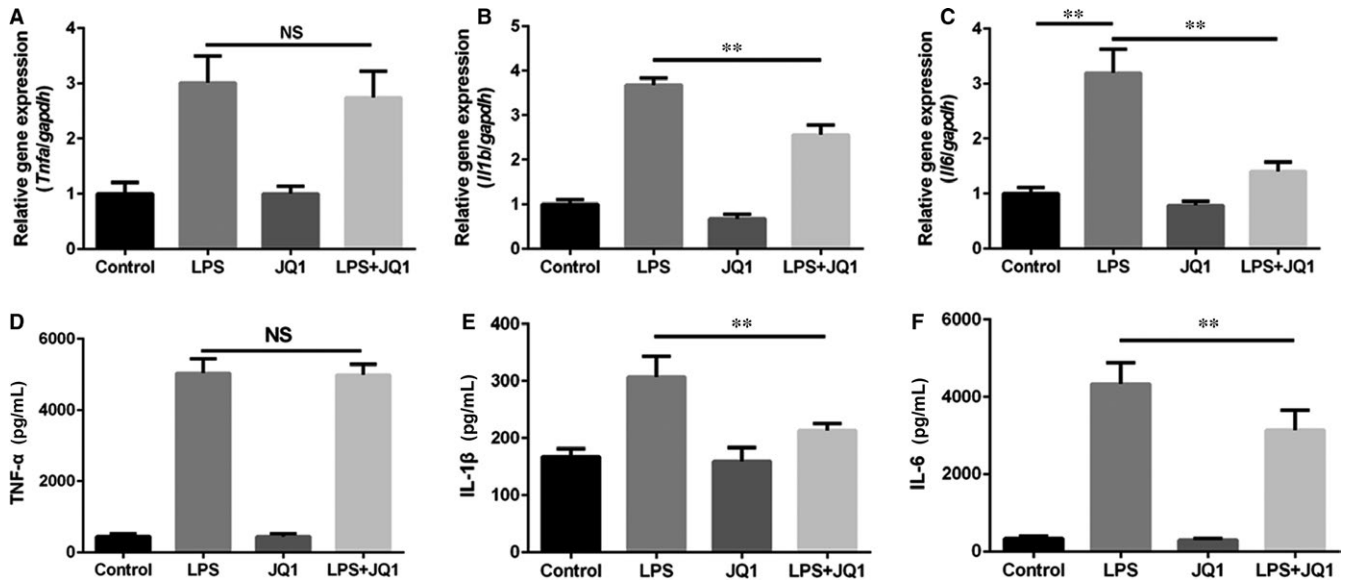 A
Relative gene expression
(Tnfa/gapdh)
4
3
2
1
0
NS
Control LPS JQ1 LPS+JQ1
B
Relative gene expression
(Il1b/gapdh)
5
4
3
2
1
0
**
Control LPS JQ1 LPS+JQ1
C
Relative gene expression
(Il6/gapdh)
4
3
2
1
0
**
**
Control LPS JQ1 LPS+JQ1
D
TNF-α (pg/mL)
6000
4000
2000
0
NS
Control LPS JQ1 LPS+JQ1
E
IL-1β (pg/mL)
400
300
200
100
0
**
Control LPS JQ1 LPS+JQ1
F
IL-6 (pg/mL)
6000
4000
2000
0
**
Control LPS JQ1 LPS+JQ1